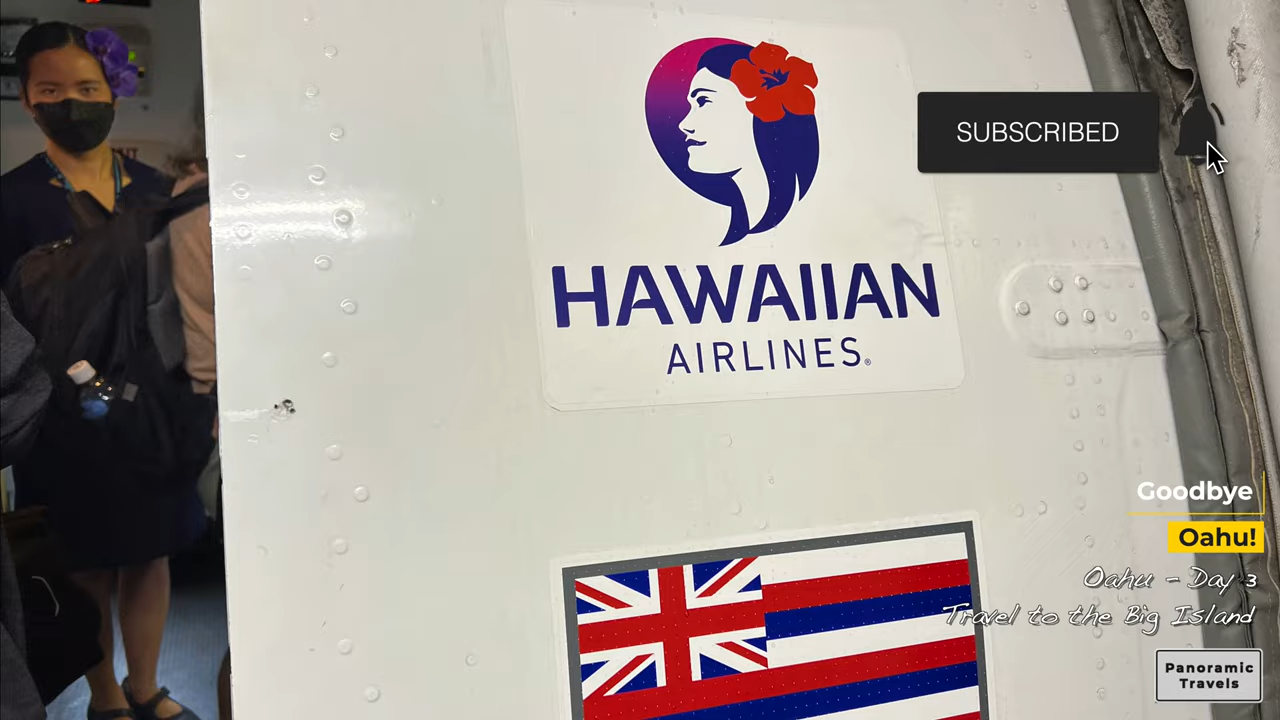 HAWAIIAN
AIRLINES®
SUBSCRIBED
Goodbye
Oahu!
Oahu - Day 3
Travel to the Big Island
Panoramic
Travels